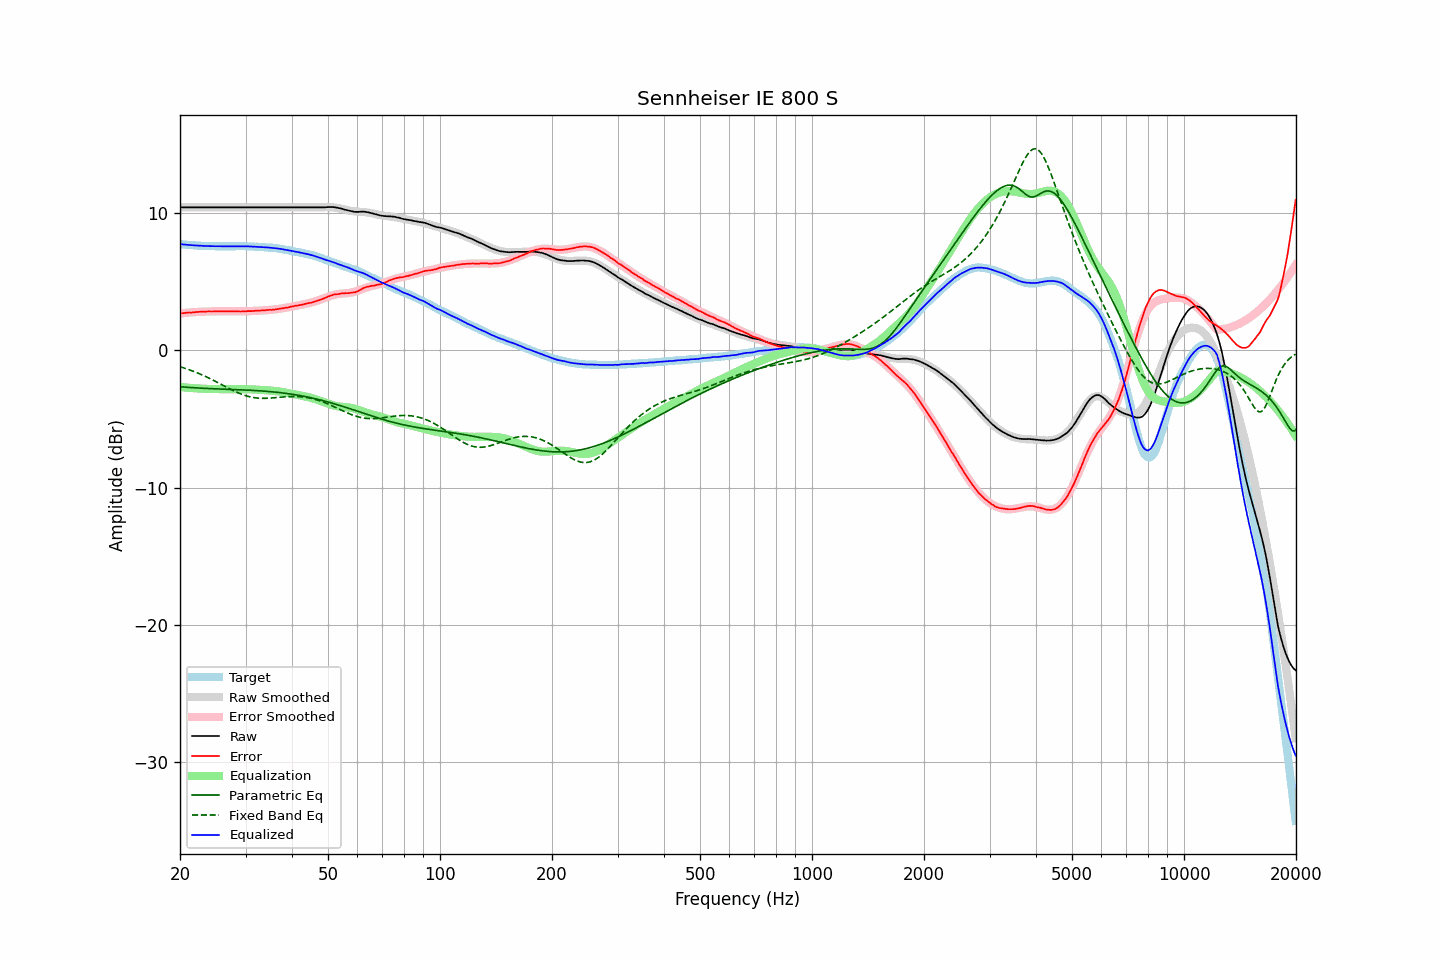 Sennheiser IE 800 S
Amplitude (dBr)
10
0
−10
−20
−30
Target
Raw Smoothed
Error Smoothed
Raw
Error
Equalization
Parametric Eq
Fixed Band Eq
Equalized
20 50 100 200 500 1000 2000 5000 10000 20000
Frequency (Hz)